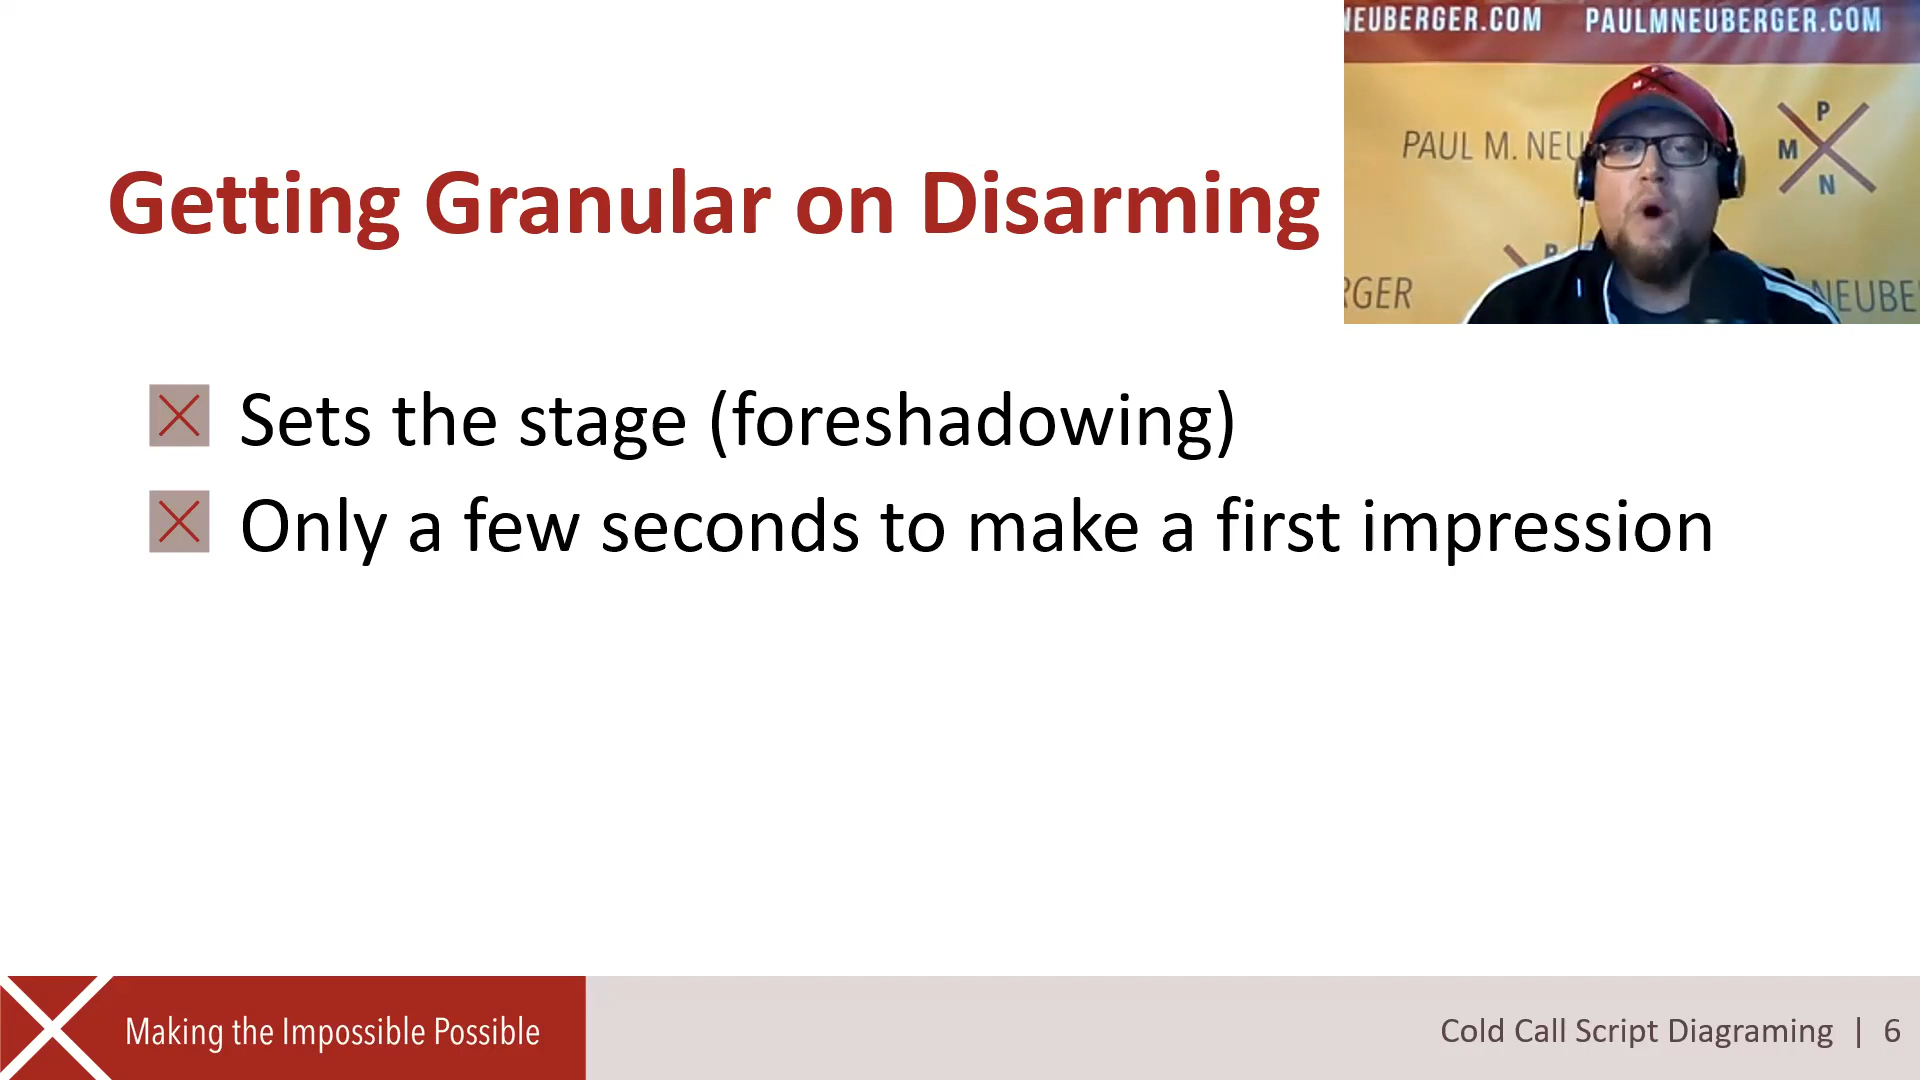 NEUBERGER.COM PAULMNEUBERGER.COM
PAUL M. NEU
P
M
N
P
RGER
NEUBE
Getting Granular on Disarming
Sets the stage (foreshadowing)
Only a few seconds to make a first impression
Making the Impossible Possible
Cold Call Script Diagraming | 6